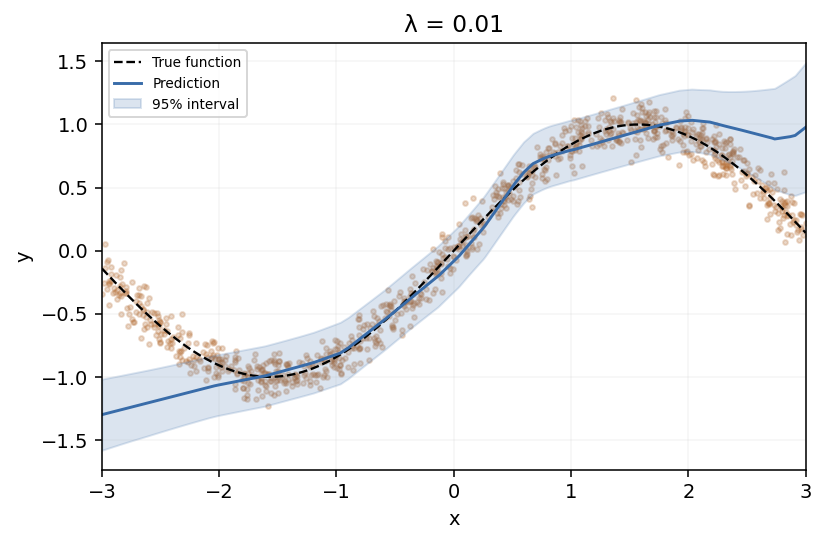 λ = 0.01
True function
Prediction
95% interval
y
1.5
1.0
0.5
0.0
−0.5
−1.0
−1.5
−3 −2 −1 0 1 2 3
x